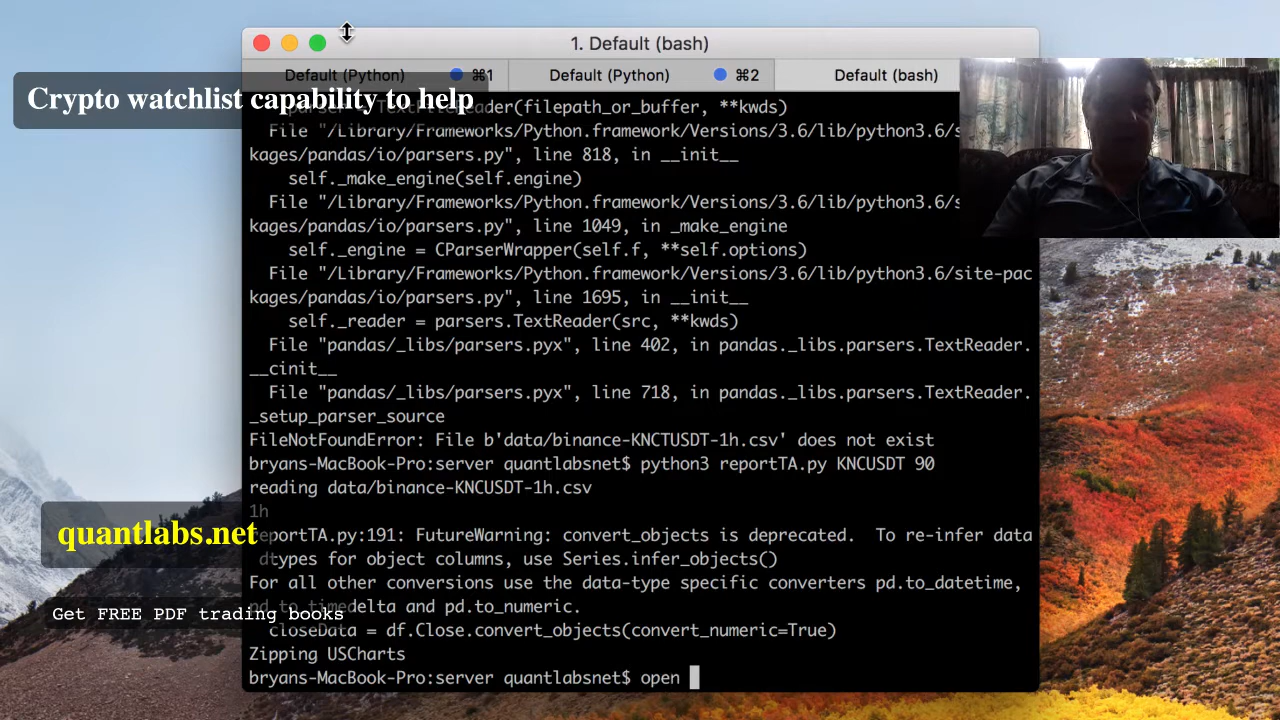 1. Default (bash)
Default (Python) ⌘1 Default (Python) ⌘2 Default (bash)
Crypto watchlist capability to help
TextFileReader(filepath_or_buffer, **kwds)
File "/Library/Frameworks/Python.framework/Versions/3.6/lib/python3.6/s
kages/pandas/io/parsers.py", line 818, in __init__
self._make_engine(self.engine)
File "/Library/Frameworks/Python.framework/Versions/3.6/lib/python3.6/s
kages/pandas/io/parsers.py", line 1049, in _make_engine
self._engine = CParserWrapper(self.f, **self.options)
File "/Library/Frameworks/Python.framework/Versions/3.6/lib/python3.6/site-pac
kages/pandas/io/parsers.py", line 1695, in __init__
self._reader = parsers.TextReader(src, **kwds)
File "pandas/_libs/parsers.pyx", line 402, in pandas._libs.parsers.TextReader.
__cinit__
File "pandas/_libs/parsers.pyx", line 718, in pandas._libs.parsers.TextReader.
_setup_parser_source
FileNotFoundError: File b'data/binance-KNCTUSDT-1h.csv' does not exist
bryans-MacBook-Pro:server quantlabsnet$ python3 reportTA.py KNCUSDT 90
reading data/binance-KNCUSDT-1h.csv
1h
reportTA.py:191: FutureWarning: convert_objects is deprecated.  To re-infer data
quantlabs.net
dtypes for object columns, use Series.infer_objects()
For all other conversions use the data-type specific converters pd.to_datetime,
pd.to_timedelta and pd.to_numeric.
Get FREE PDF trading books
closeData = df.Close.convert_objects(convert_numeric=True)
Zipping USCharts
bryans-MacBook-Pro:server quantlabsnet$ open